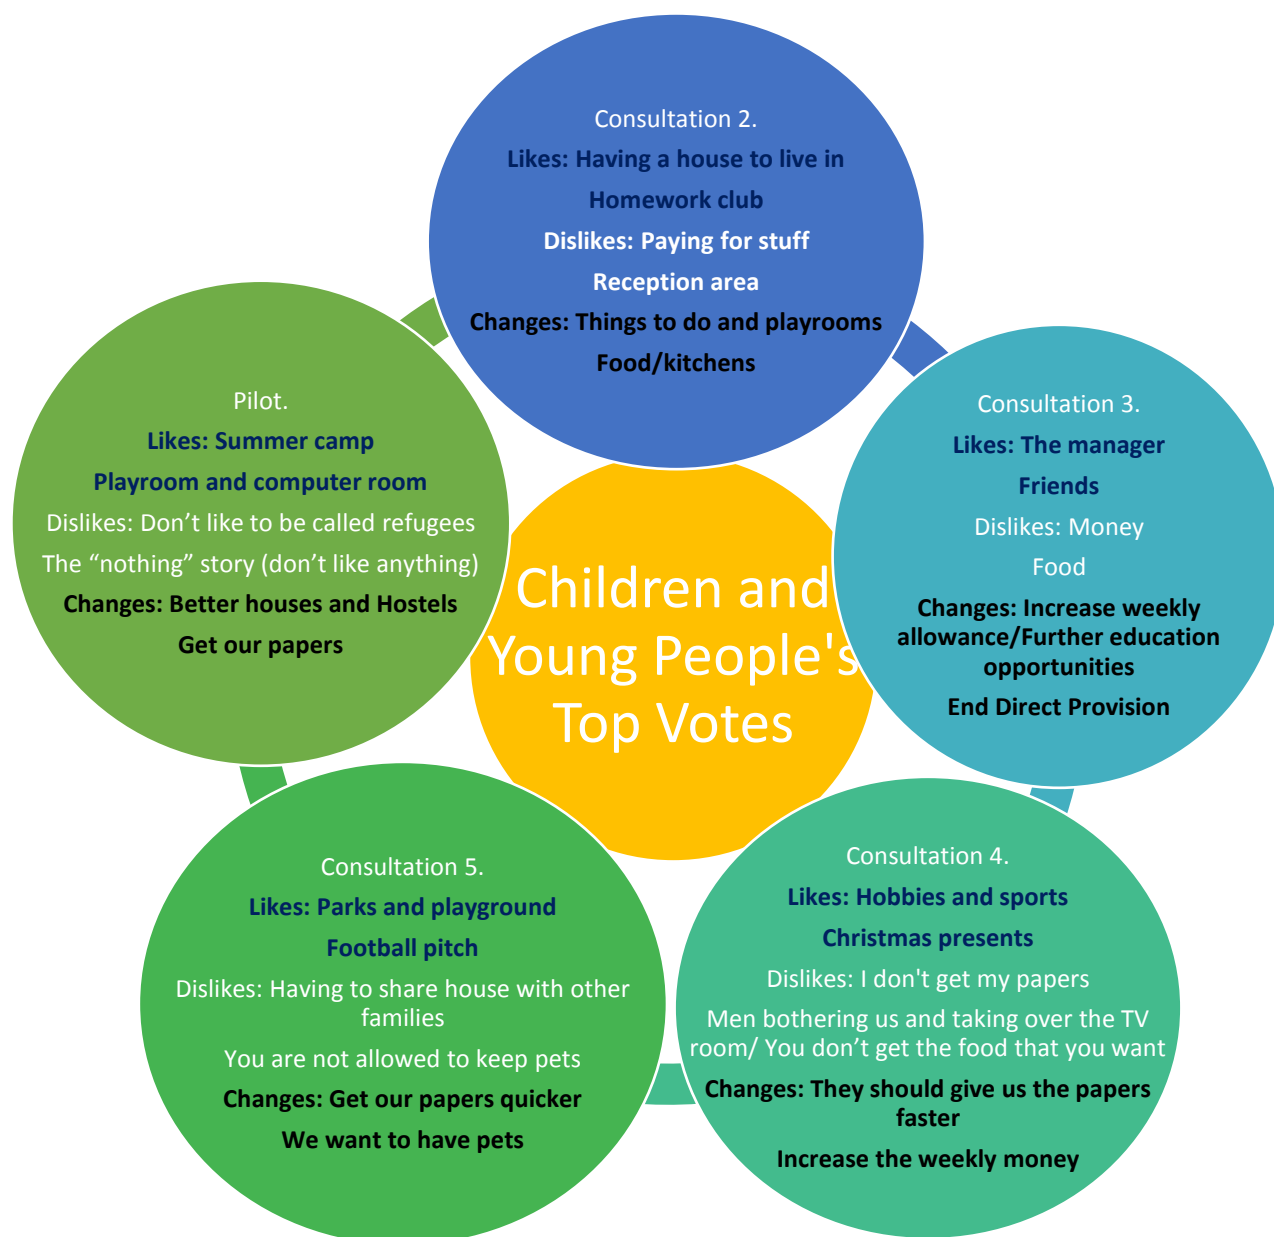 Consultation 2.
Likes: Having a house to live in
Homework club
Dislikes: Paying for stuff
Reception area
Changes: Things to do and playrooms
Food/kitchens
Consultation 3.
Likes: The manager
Friends
Dislikes: Money
Food
Changes: Increase weekly
allowance/Further education
opportunities
End Direct Provision
Consultation 4.
Likes: Hobbies and sports
Christmas presents
Dislikes: I don't get my papers
Men bothering us and taking over the TV
room/ You don’t get the food that you want
Changes: They should give us the papers
faster
Increase the weekly money
Consultation 5.
Likes: Parks and playground
Football pitch
Dislikes: Having to share house with other
families
You are not allowed to keep pets
Changes: Get our papers quicker
We want to have pets
Pilot.
Likes: Summer camp
Playroom and computer room
Dislikes: Don’t like to be called refugees
The “nothing” story (don’t like anything)
Changes: Better houses and Hostels
Get our papers
Children and
Young People's
Top Votes